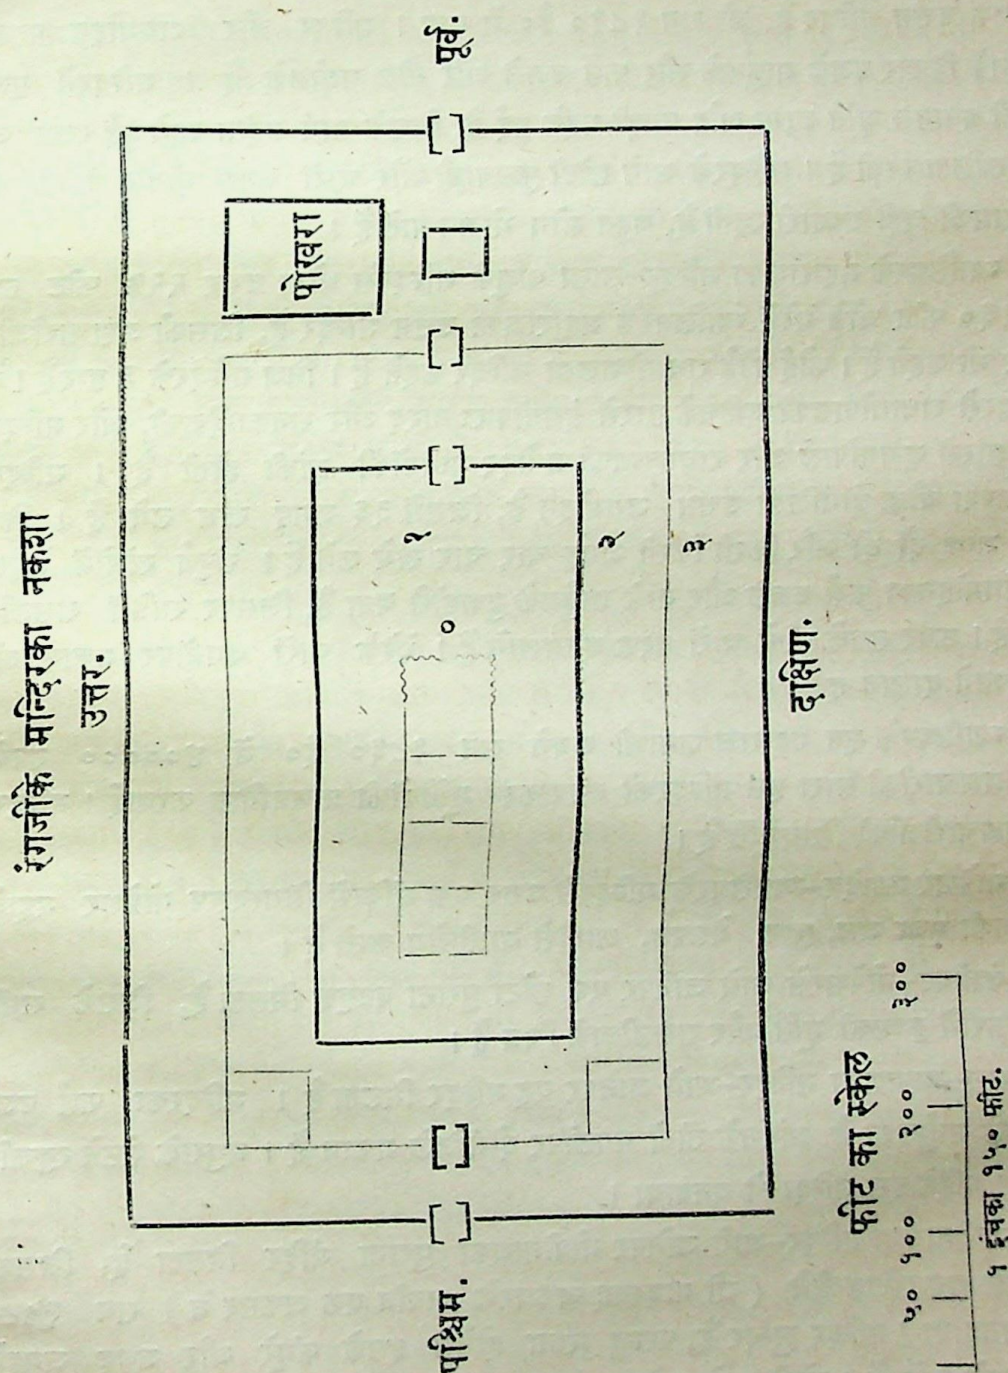 रंगजीके मन्दिरका नकशा
उत्तर.
पूर्व.
पोखरा
१
२
३
पश्चिम.
दक्षिण.
फीट का स्केल
५० १०० २०० ३००
१ इंचका १५० फीट.